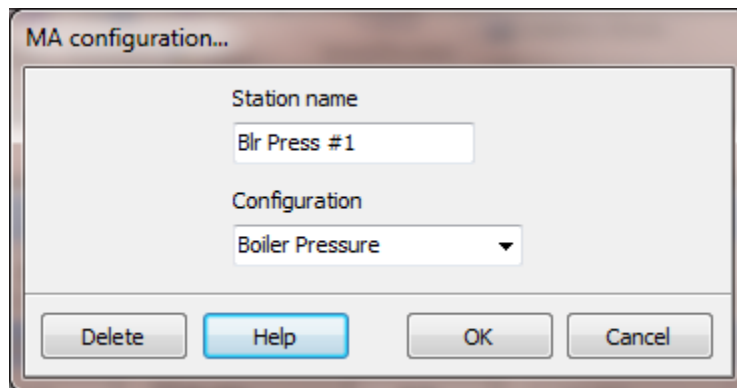 MA configuration...
Station name
Blr Press #1
Configuration
Boiler Pressure
Delete Help OK Cancel